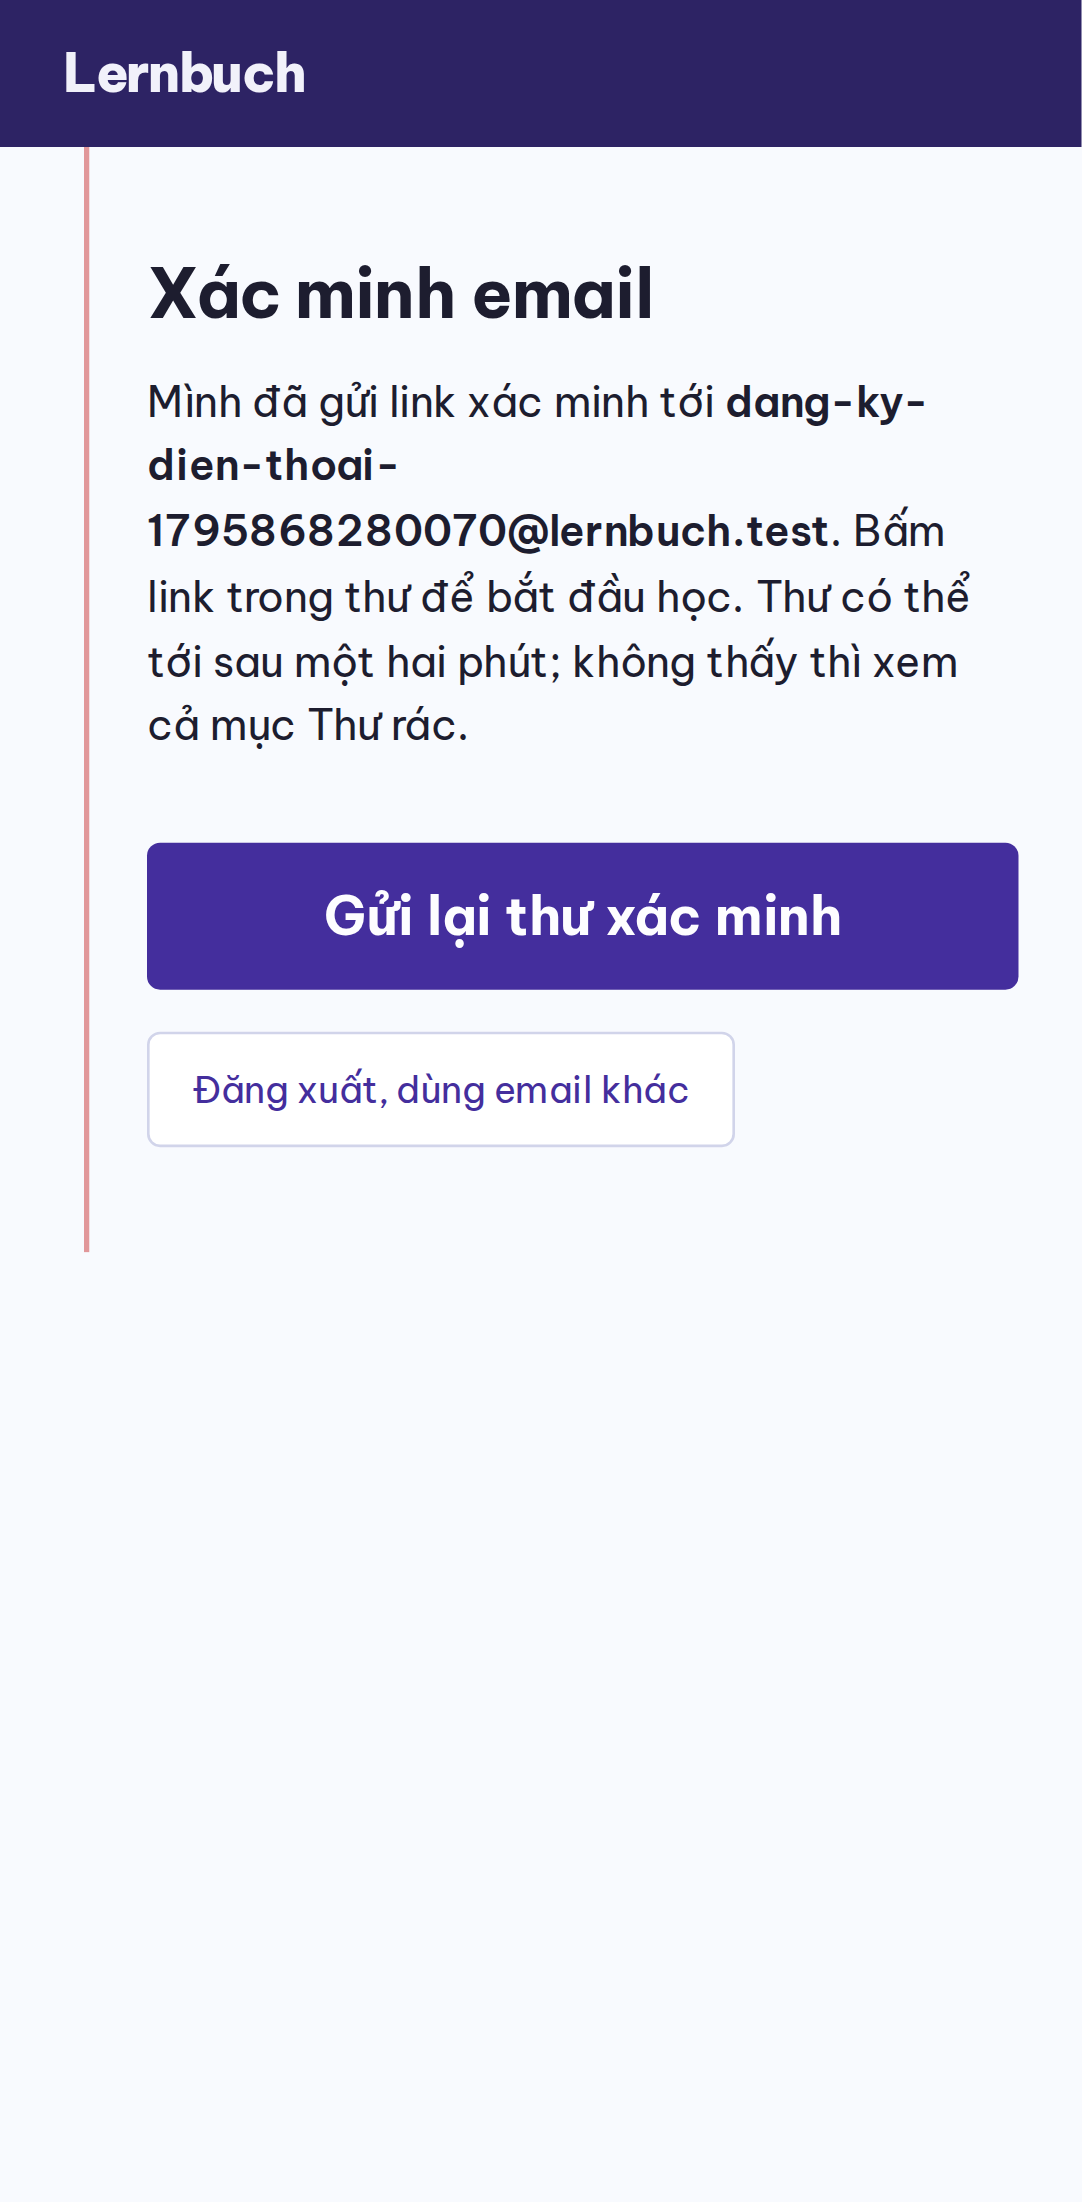 Lernbuch
Xác minh email
Mình đã gửi link xác minh tới dang-ky-
dien-thoai-
1795868280070@lernbuch.test. Bấm
link trong thư để bắt đầu học. Thư có thể
tới sau một hai phút; không thấy thì xem
cả mục Thư rác.
Gửi lại thư xác minh
Đăng xuất, dùng email khác